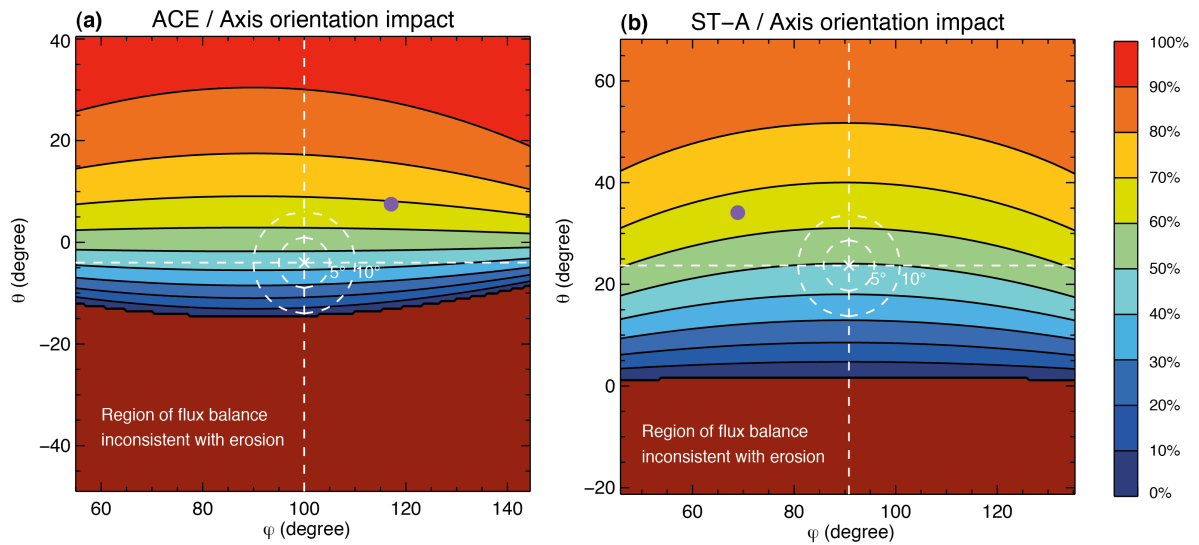 (a) ACE / Axis orientation impact
40
20
0
−20
−40
θ (degree)
5° 10°
Region of flux balance
inconsistent with erosion
60 80 100 120 140
φ (degree)
(b) ST−A / Axis orientation impact
60
40
20
0
−20
θ (degree)
5° 10°
Region of flux balance
inconsistent with erosion
60 80 100 120
φ (degree)
100%
90%
80%
70%
60%
50%
40%
30%
20%
10%
0%